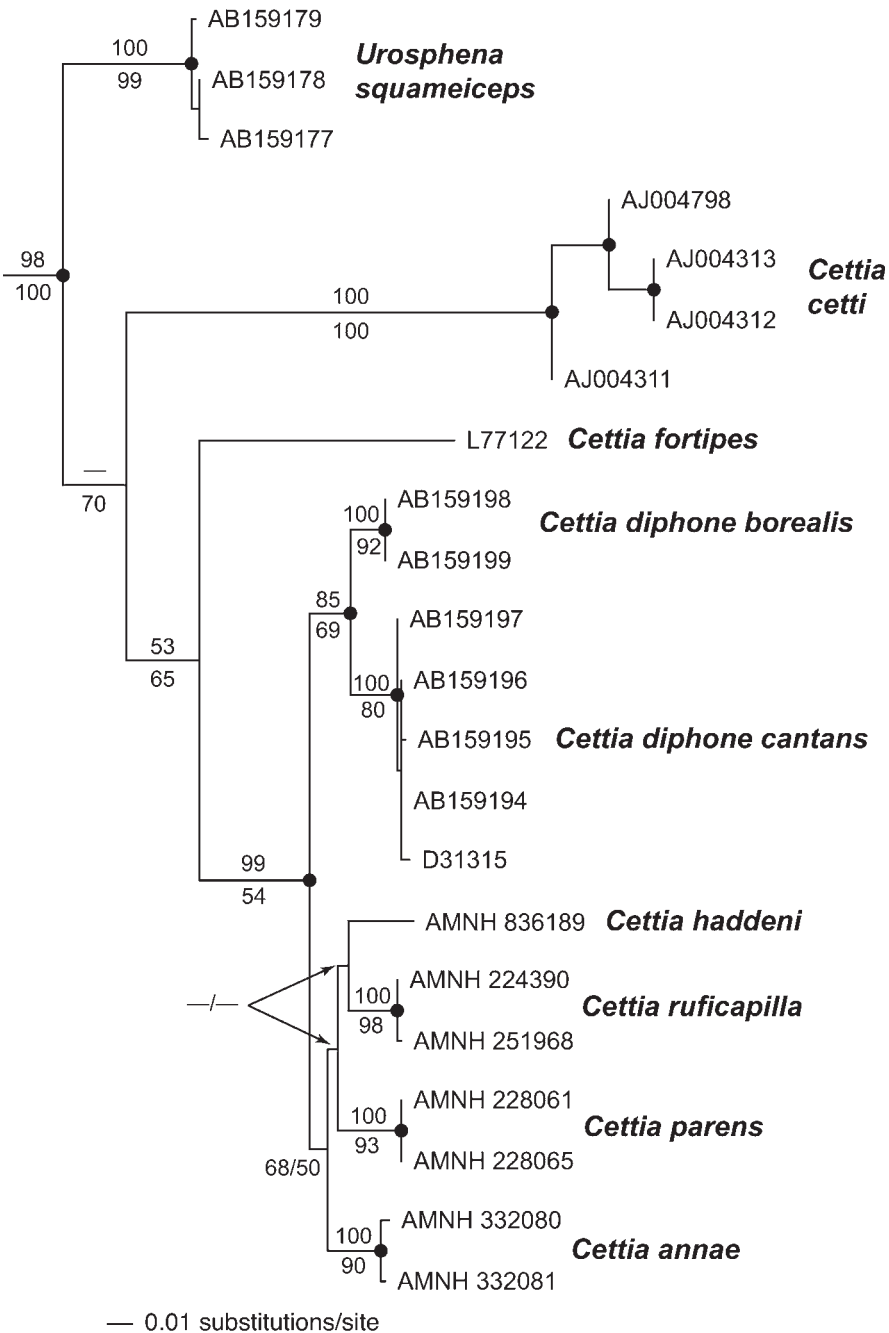 AB159179
100
99
AB159178
AB159177
Urosphena
squameiceps
98
100
AJ004798
AJ004313
AJ004312
Cettia
cetti
100
100
AJ004311
L77122 Cettia fortipes
—
70
100
92
AB159198
AB159199
Cettia diphone borealis
85
69
AB159197
53
65
100
80
AB159196
AB159195 Cettia diphone cantans
AB159194
D31315
99
54
AMNH 836189 Cettia haddeni
—/—
100
98
AMNH 224390
AMNH 251968
Cettia ruficapilla
100
93
AMNH 228061
AMNH 228065
Cettia parens
68/50
100
90
AMNH 332080
AMNH 332081
Cettia annae
— 0.01 substitutions/site